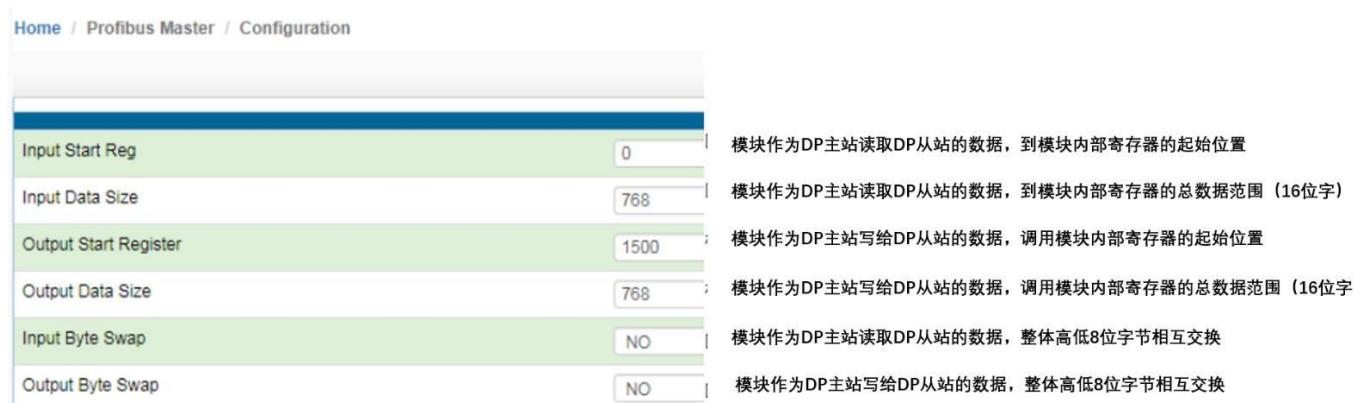 Home / Profibus Master / Configuration
Input Start Reg 0 模块作为DP主站读取DP从站的数据，到模块内部寄存器的起始位置
Input Data Size 768 模块作为DP主站读取DP从站的数据，到模块内部寄存器的总数据范围（16位字）
Output Start Register 1500 模块作为DP主站写给DP从站的数据，调用模块内部寄存器的起始位置
Output Data Size 768 模块作为DP主站写给DP从站的数据，调用模块内部寄存器的总数据范围（16位字
Input Byte Swap NO 模块作为DP主站读取DP从站的数据，整体高低8位字节相互交换
Output Byte Swap NO 模块作为DP主站写给DP从站的数据，整体高低8位字节相互交换